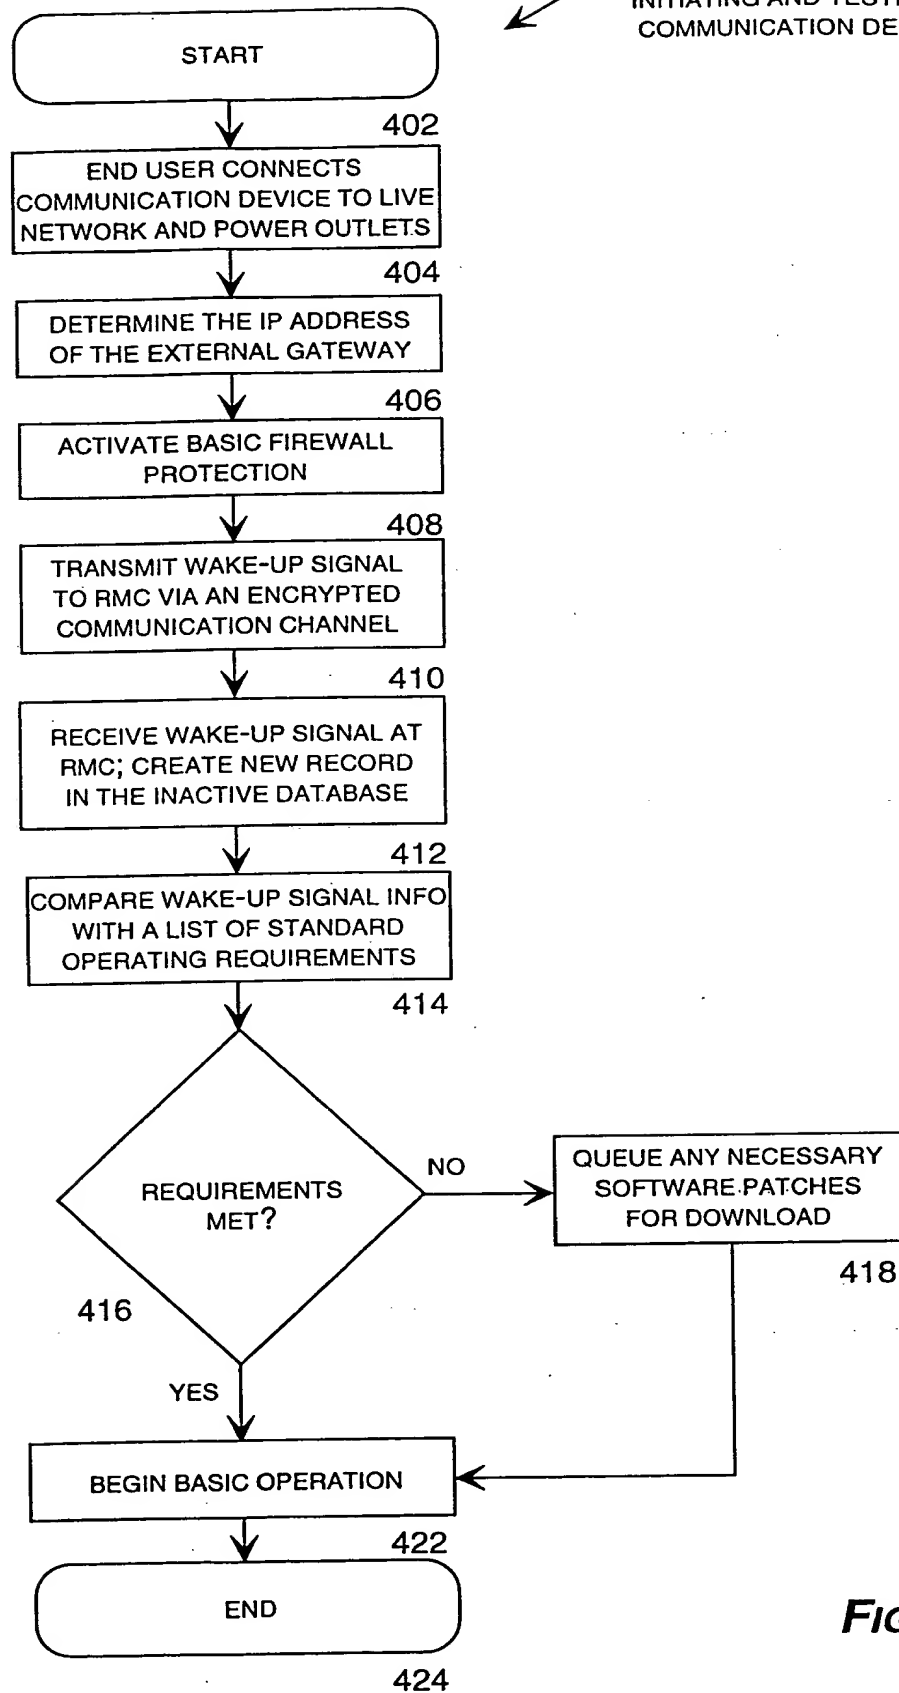 COMMUNICATION DE
START
402
END USER CONNECTS
COMMUNICATION DEVICE TO LIVE
NETWORK AND POWER OUTLETS
404
DETERMINE THE IP ADDRESS
OF THE EXTERNAL GATEWAY
406
ACTIVATE BASIC FIREWALL
PROTECTION
408
TRANSMIT WAKE-UP SIGNAL
TO RMC VIA AN ENCRYPTED
COMMUNICATION CHANNEL
410
RECEIVE WAKE-UP SIGNAL AT
RMC; CREATE NEW RECORD
IN THE INACTIVE DATABASE
412
COMPARE WAKE-UP SIGNAL INFO
WITH A LIST OF STANDARD
OPERATING REQUIREMENTS
414
REQUIREMENTS
MET?
NO
QUEUE ANY NECESSARY
SOFTWARE PATCHES
FOR DOWNLOAD
418
416
YES
BEGIN BASIC OPERATION
422
END
FIG
424